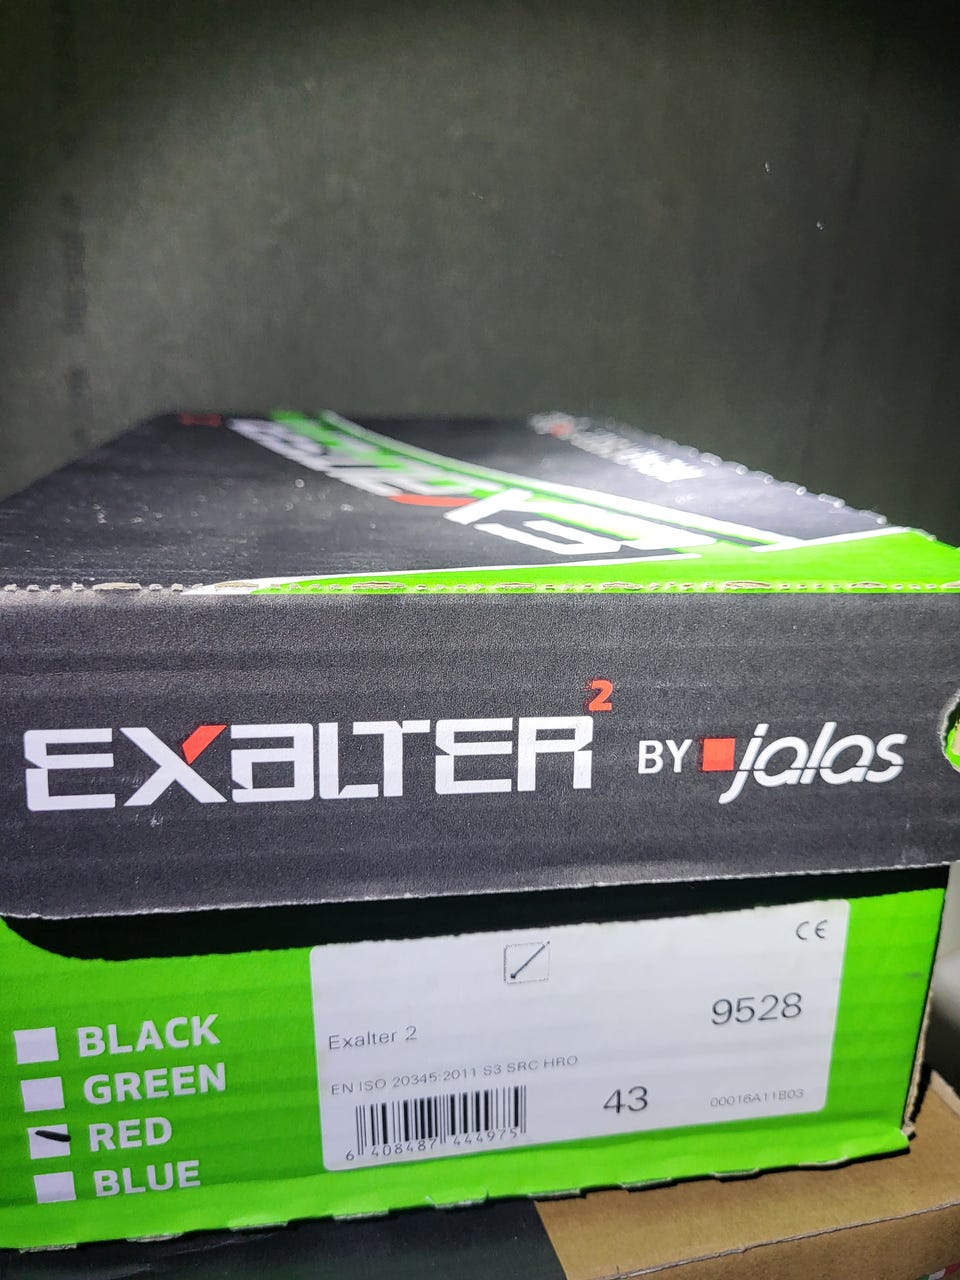 EXALTER
EXALTER² BY jalas
CE
9528
Exalter 2
EN ISO 20345:2011 S3 SRC HRO
43
00016A11B03
6 408487 444975
BLACK
GREEN
RED
BLUE